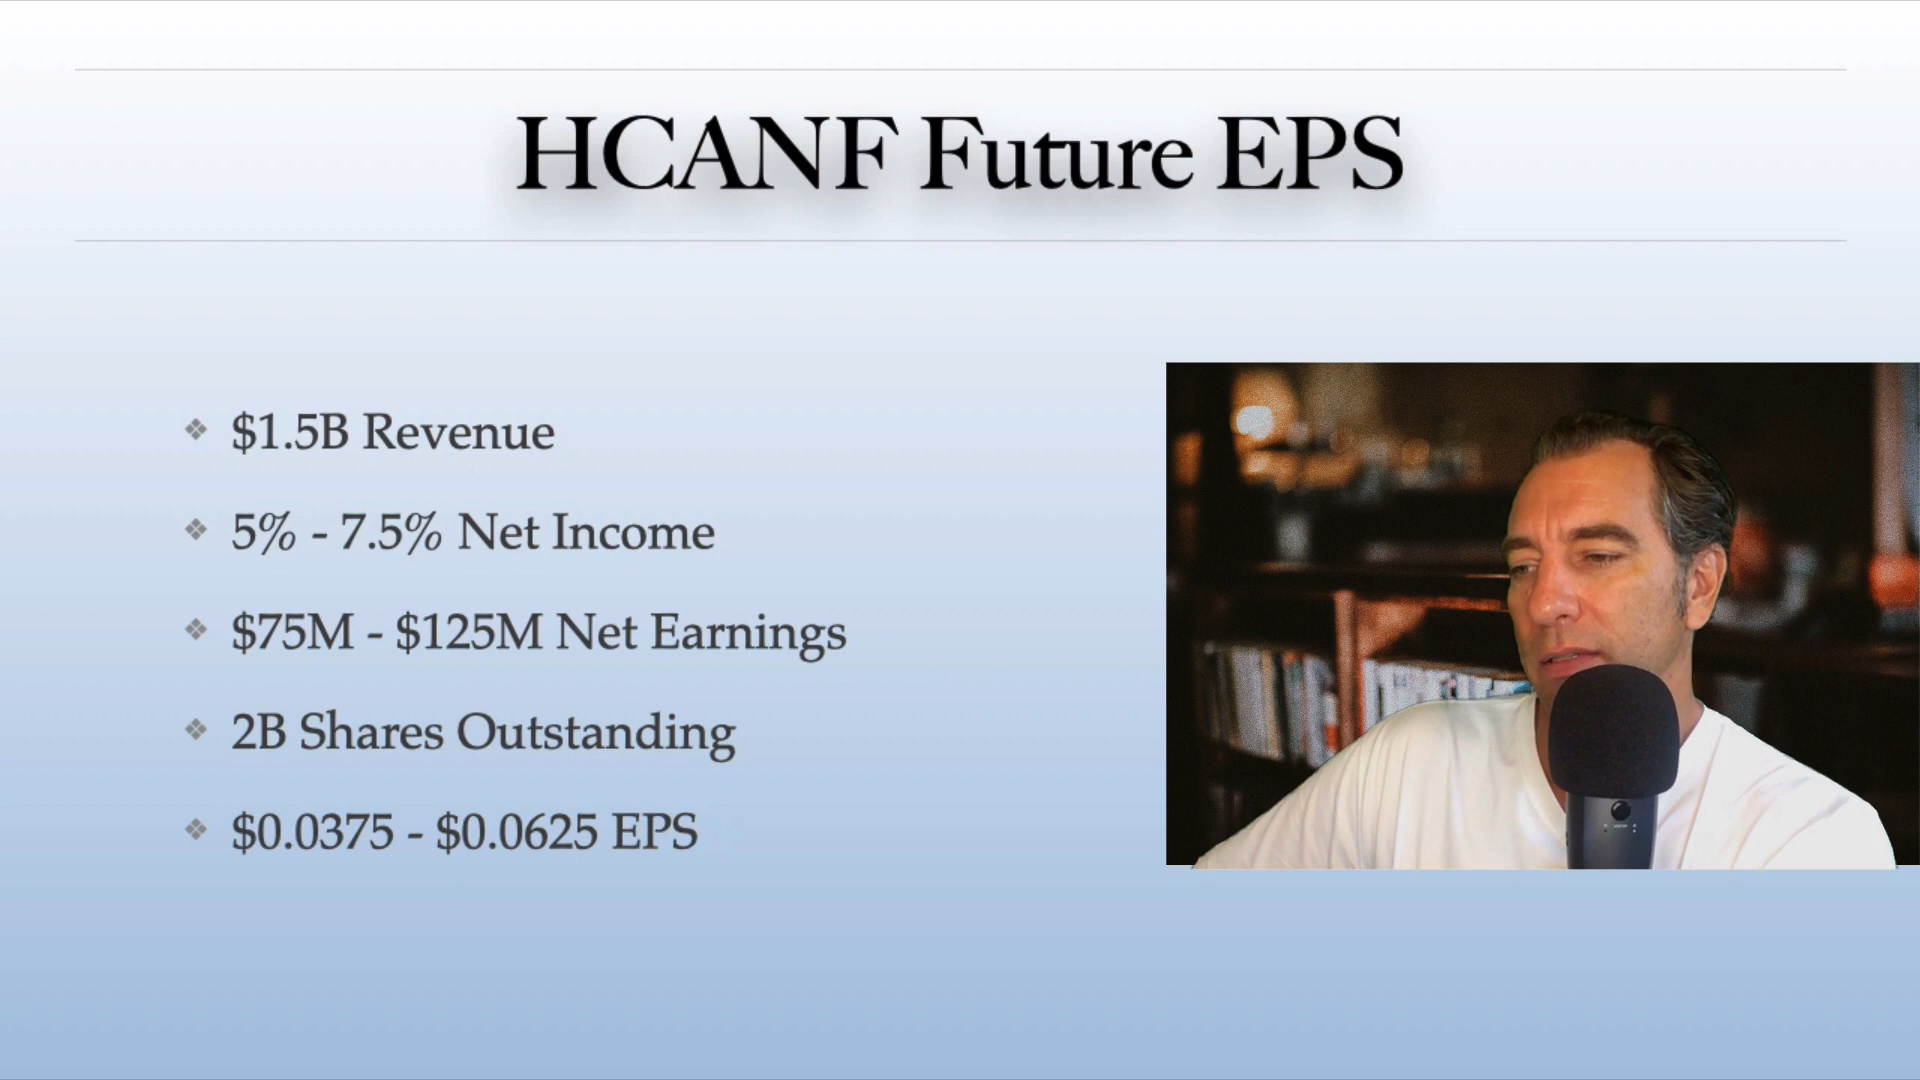 HCANF Future EPS
$1.5B Revenue
5% - 7.5% Net Income
$75M - $125M Net Earnings
2B Shares Outstanding
$0.0375 - $0.0625 EPS